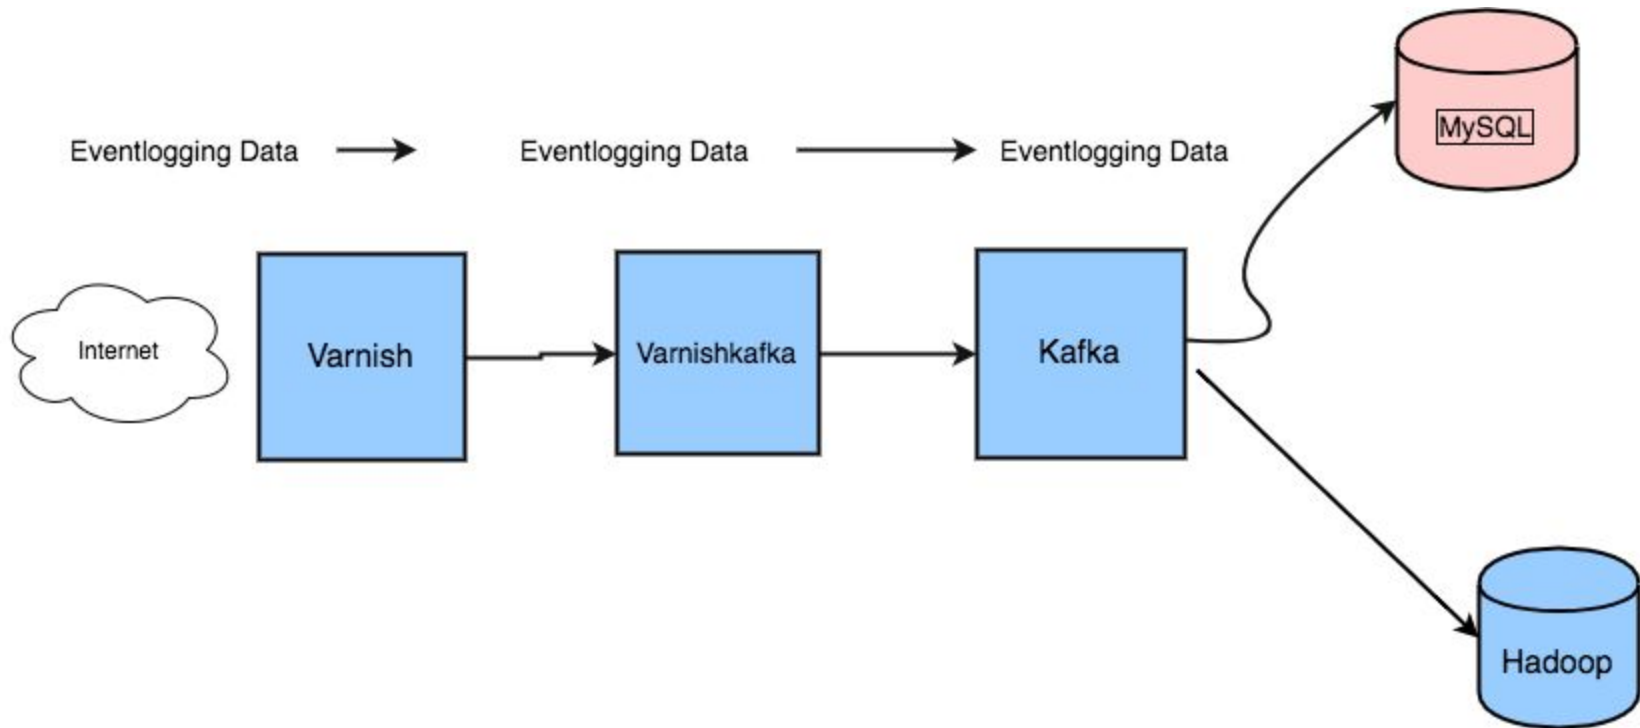 MySQL
Eventlogging Data
Eventlogging Data
Eventlogging Data
Internet
Varnish
Varnishkafka
Kafka
Hadoop